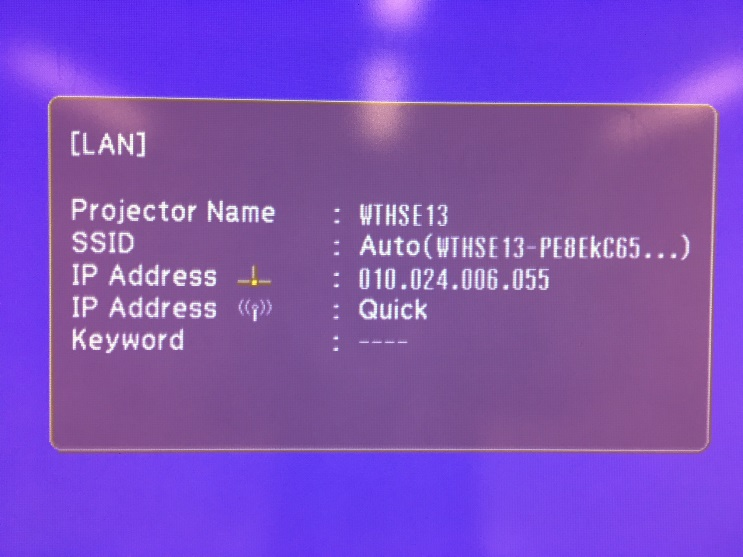 [LAN]
Projector Name : WTHSE13
SSID : Auto(WTHSE13-PE8EkC65...)
IP Address : 010.024.006.055
IP Address : Quick
Keyword : ----